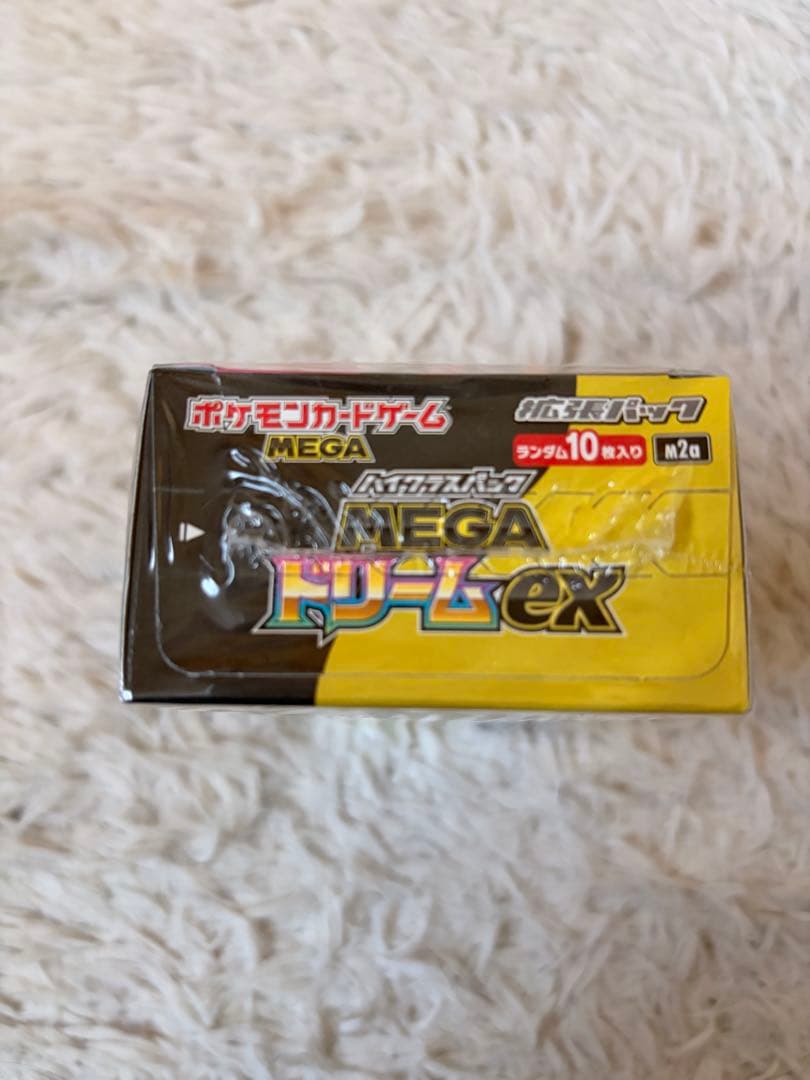 ポケモンカードゲーム
MEGA
拡張パック
ランダム10枚入り
M2a
ハイクラスパック
MEGA
ドリームex